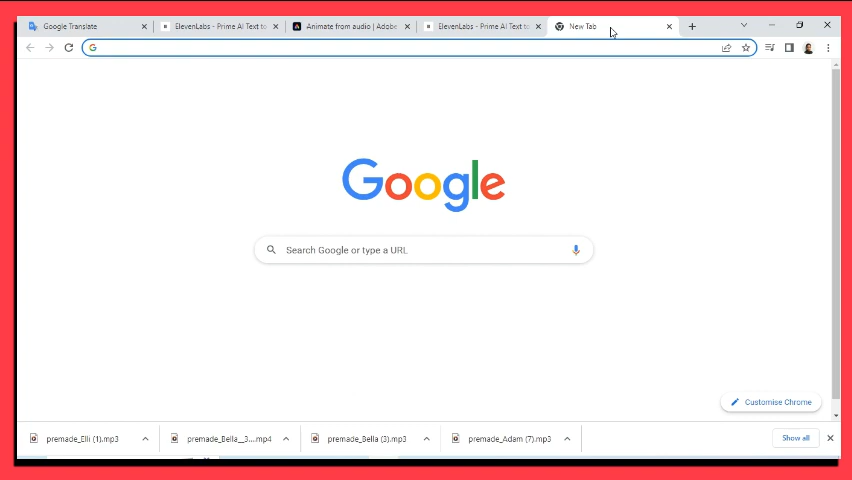 Google Translate
ElevenLabs - Prime AI Text to
Animate from audio | Adobe
ElevenLabs - Prime AI Text to
New Tab
Google
Search Google or type a URL
Customise Chrome
premade_Elli (1).mp3
premade_Bella__3....mp4
premade_Bella (3).mp3
premade_Adam (7).mp3
Show all